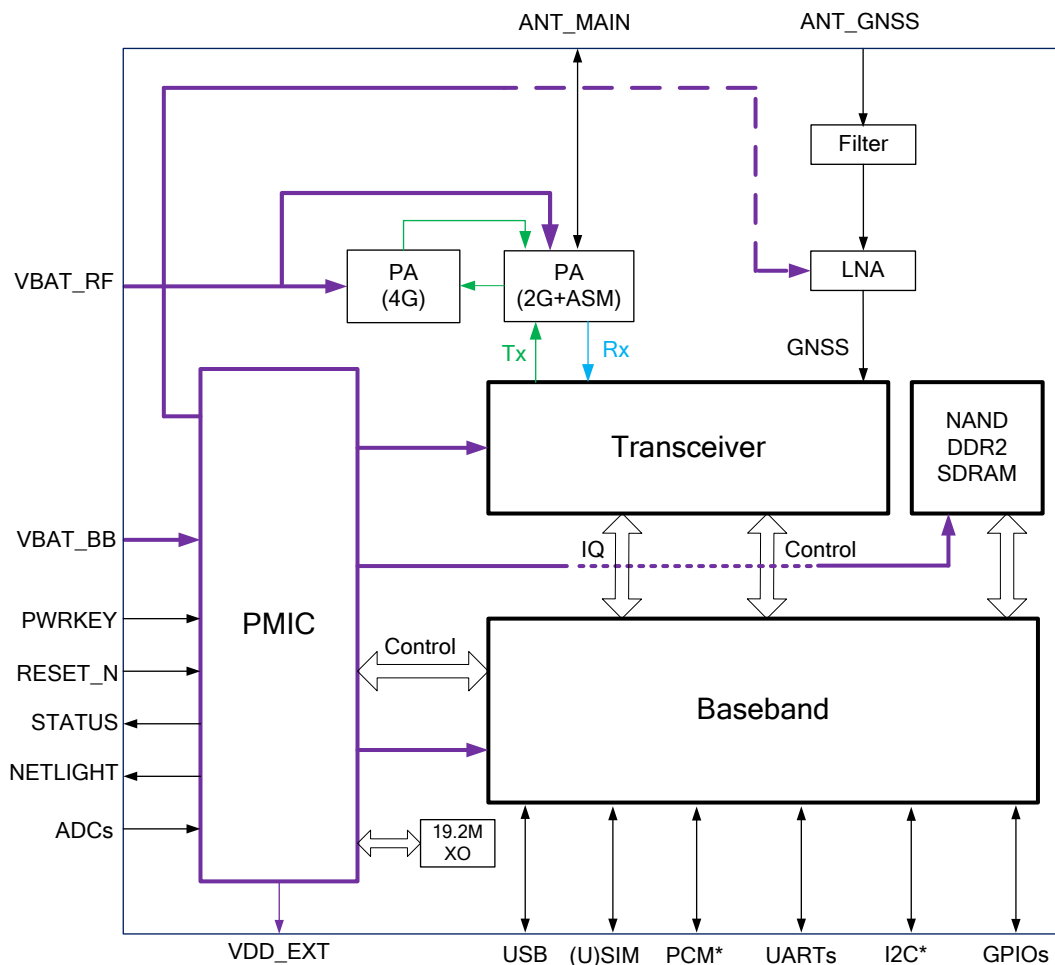 ANT_MAIN
ANT_GNSS
Filter
VBAT_RF
PA
(4G)
PA
(2G+ASM)
LNA
Tx
Rx
GNSS
Transceiver
NAND
DDR2
SDRAM
VBAT_BB
IQ
Control
PWRKEY
PMIC
Control
RESET_N
Baseband
STATUS
NETLIGHT
ADCs
19.2M
XO
VDD_EXT
USB
(U)SIM
PCM*
UARTs
I2C*
GPIOs